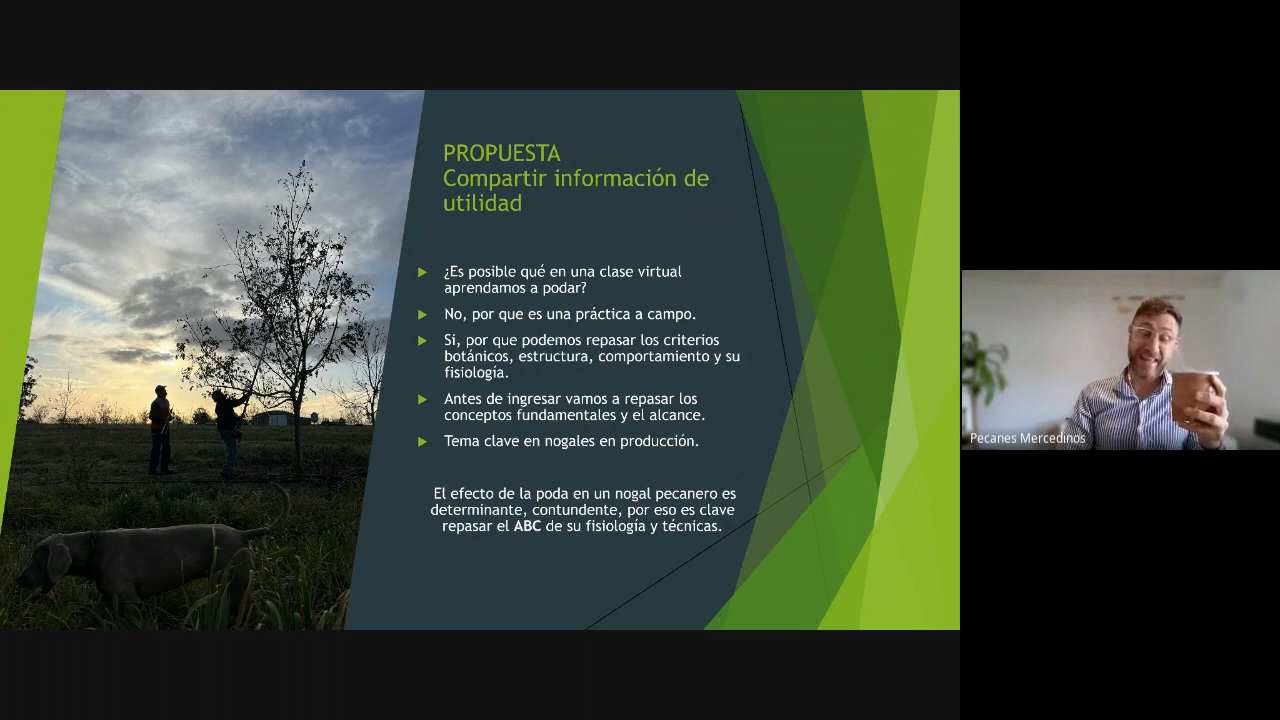 PROPUESTA
Compartir información de
utilidad
¿Es posible qué en una clase virtual
aprendamos a podar?
No, por que es una práctica a campo.
Si, por que podemos repasar los criterios
botánicos, estructura, comportamiento y su
fisiología.
Antes de ingresar vamos a repasar los
conceptos fundamentales y el alcance.
Tema clave en nogales en producción.
El efecto de la poda en un nogal pecanero es
determinante, contundente, por eso es clave
repasar el ABC de su fisiología y técnicas.
Pecanes Mercedinos